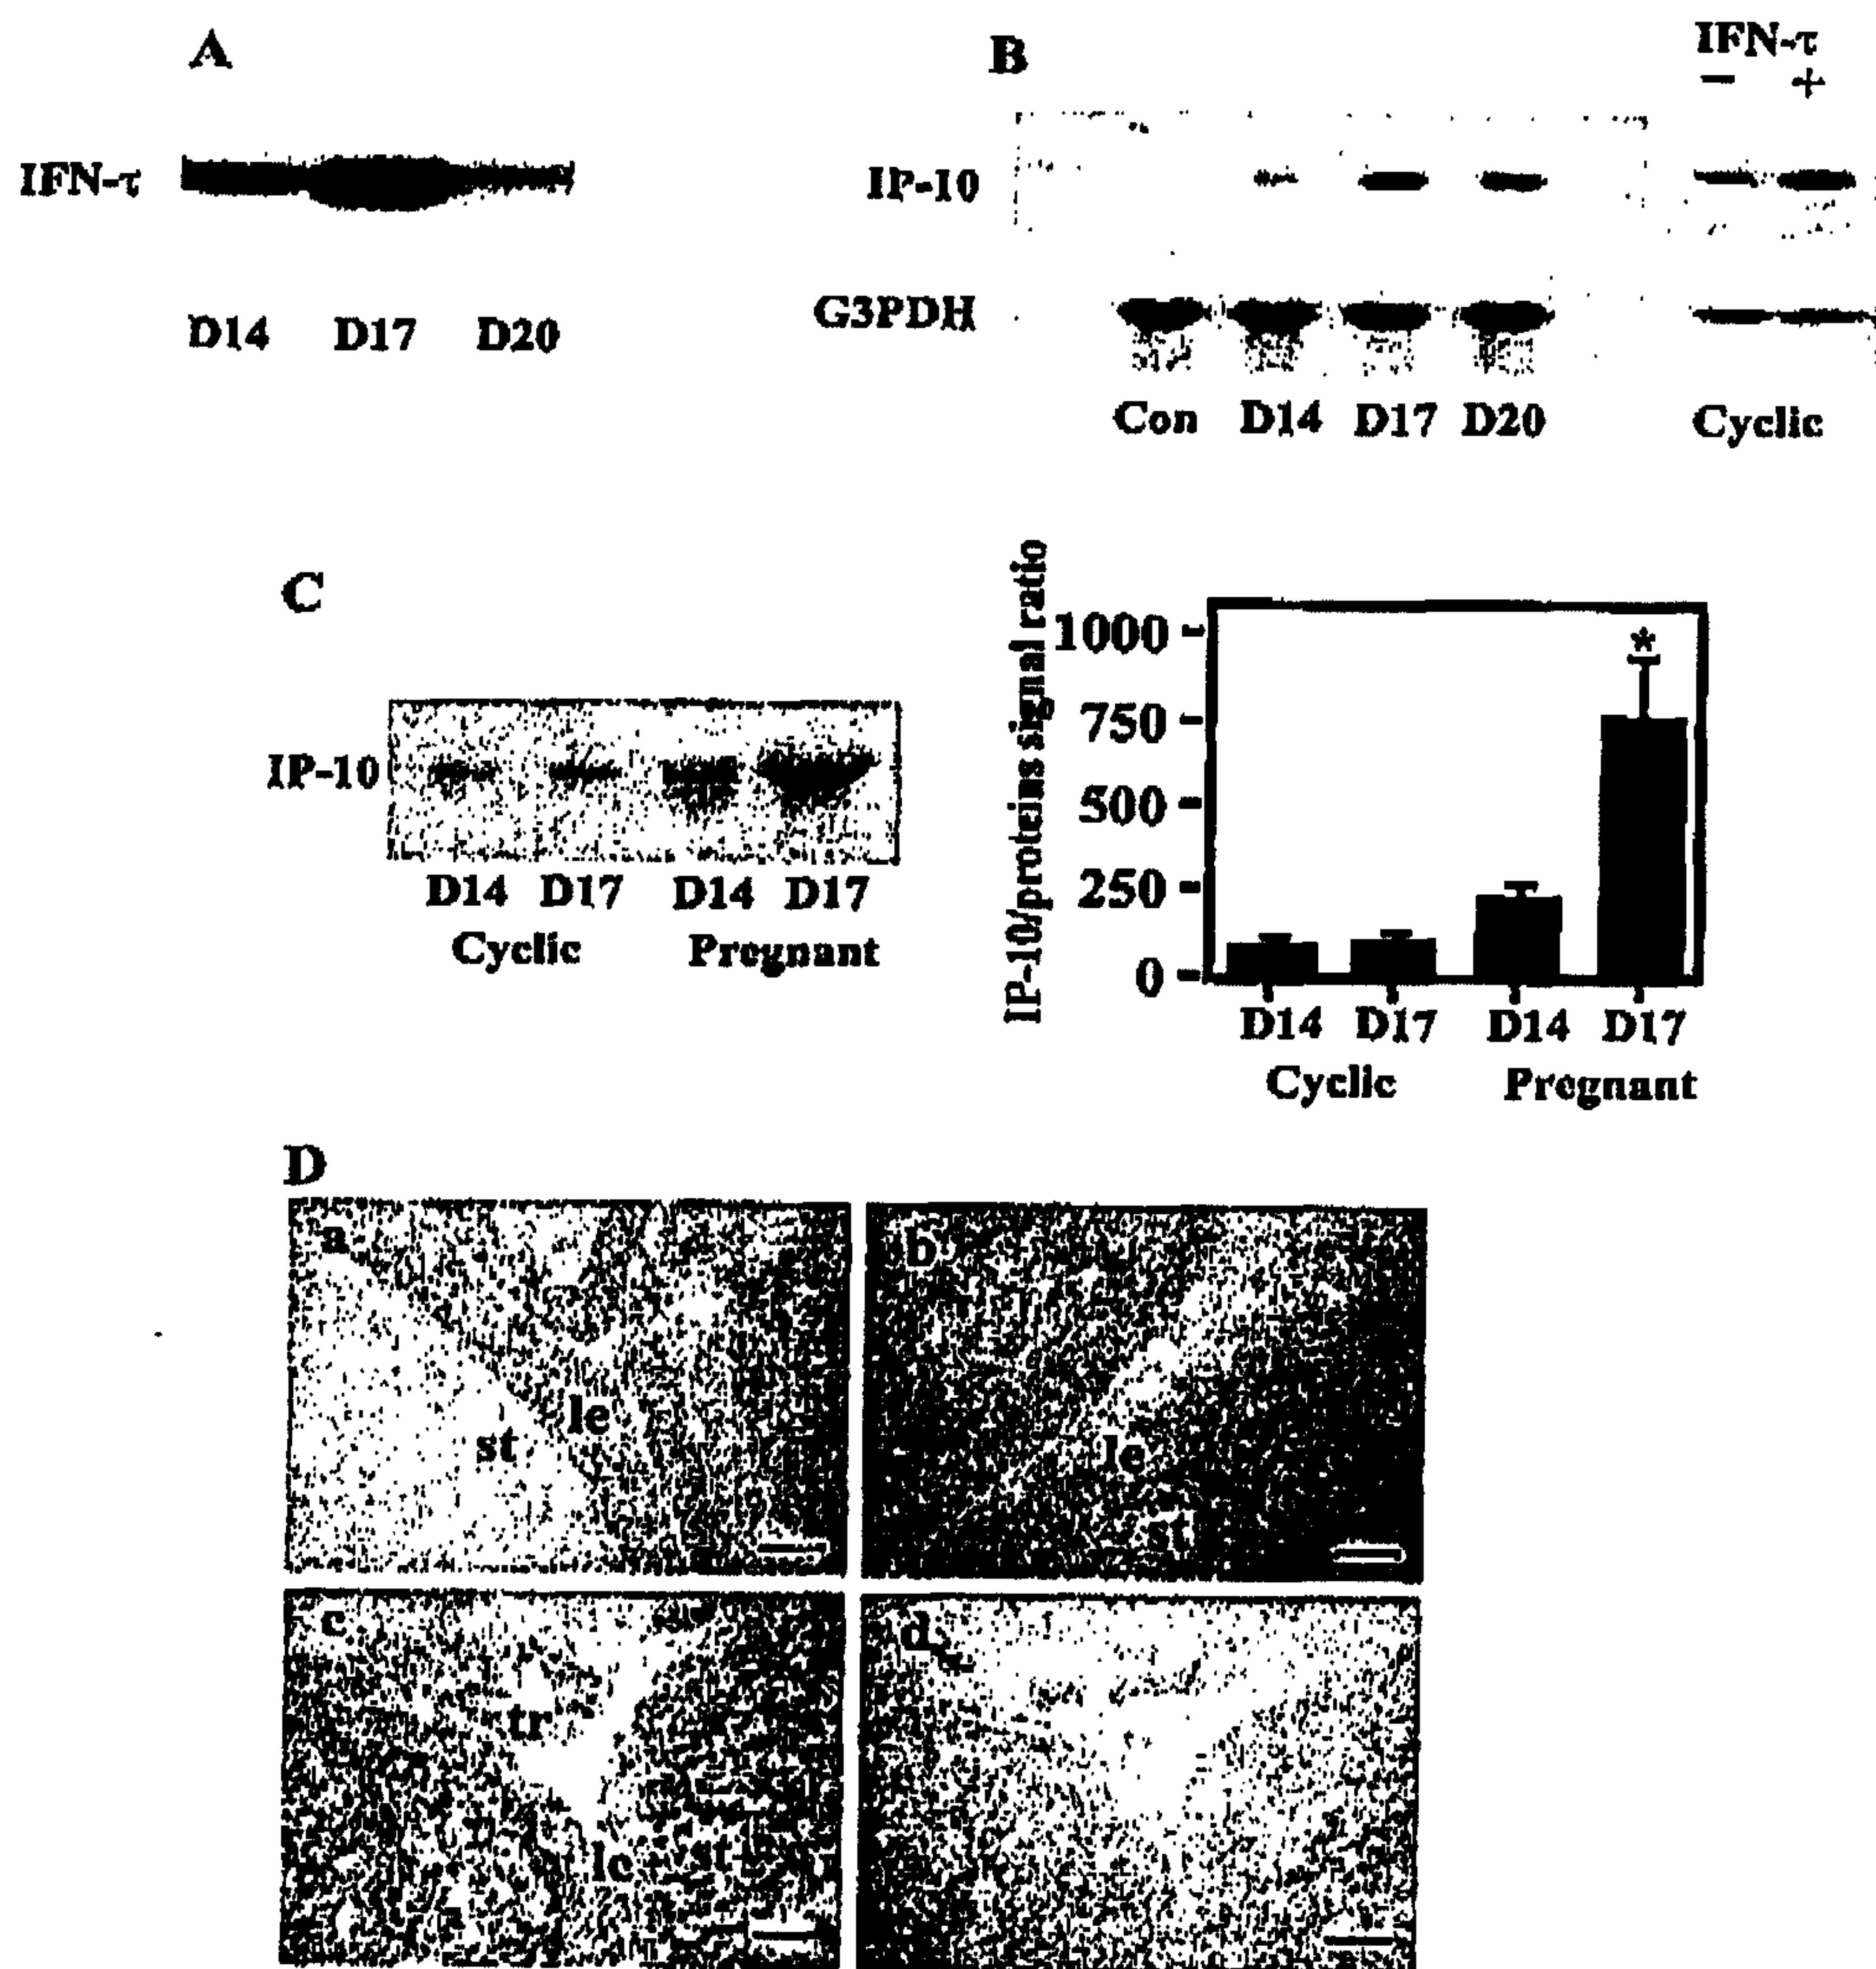 A
IFN-τ
D14 D17 D20
B
IFN-τ
− +
IP-10
G3PDH
Con D14 D17 D20 Cyclic
C
IP-10
D14 D17 D14 D17
Cyclic Pregnant
IP-10/proteins signal ratio
1000
750
500
250
0
*
D14 D17 D14 D17
Cyclic Pregnant
D
a
le
st
b
le
st
c
tr
le
st
d